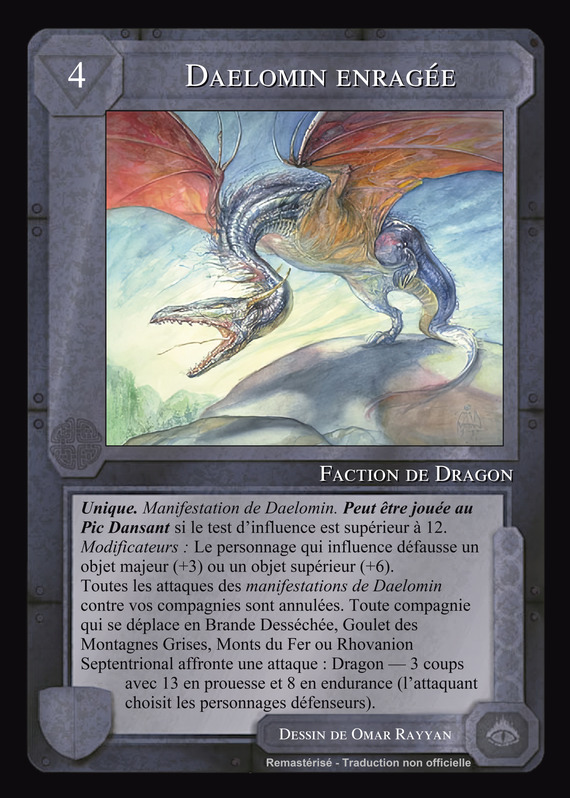 4
Daelomin enragée
Faction de Dragon
Unique. Manifestation de Daelomin. Peut être jouée au
Pic Dansant si le test d’influence est supérieur à 12.
Modificateurs : Le personnage qui influence défausse un
objet majeur (+3) ou un objet supérieur (+6).
Toutes les attaques des manifestations de Daelomin
contre vos compagnies sont annulées. Toute compagnie
qui se déplace en Brande Desséchée, Goulet des
Montagnes Grises, Monts du Fer ou Rhovanion
Septentrional affronte une attaque : Dragon — 3 coups
avec 13 en prouesse et 8 en endurance (l’attaquant
choisit les personnages défenseurs).
Dessin de Omar Rayyan
Remastérisé - Traduction non officielle